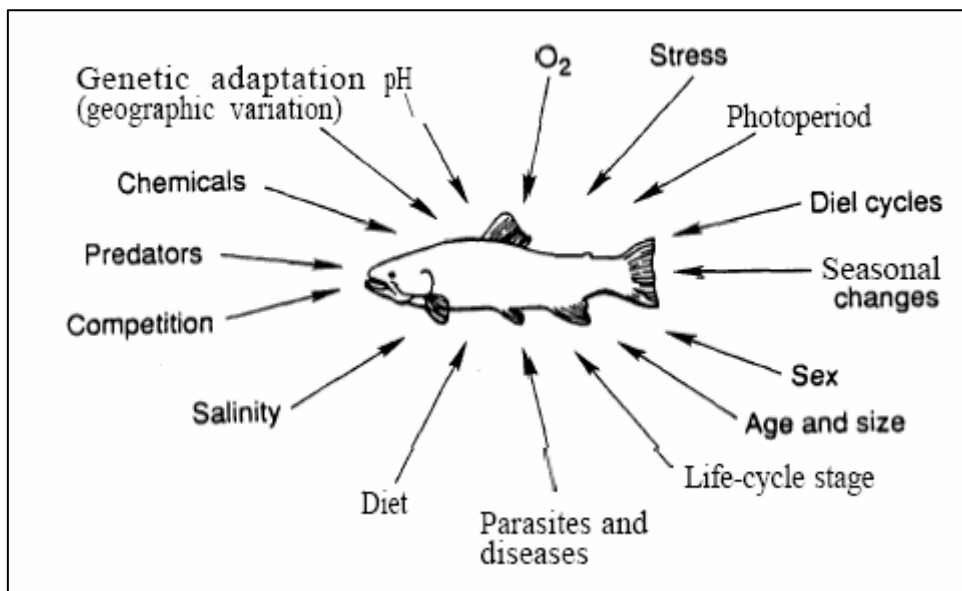 O₂
Stress
Genetic adaptation pH
(geographic variation)
Photoperiod
Chemicals
Diel cycles
Predators
Seasonal
changes
Competition
Sex
Salinity
Age and size
Life-cycle stage
Diet
Parasites and
diseases